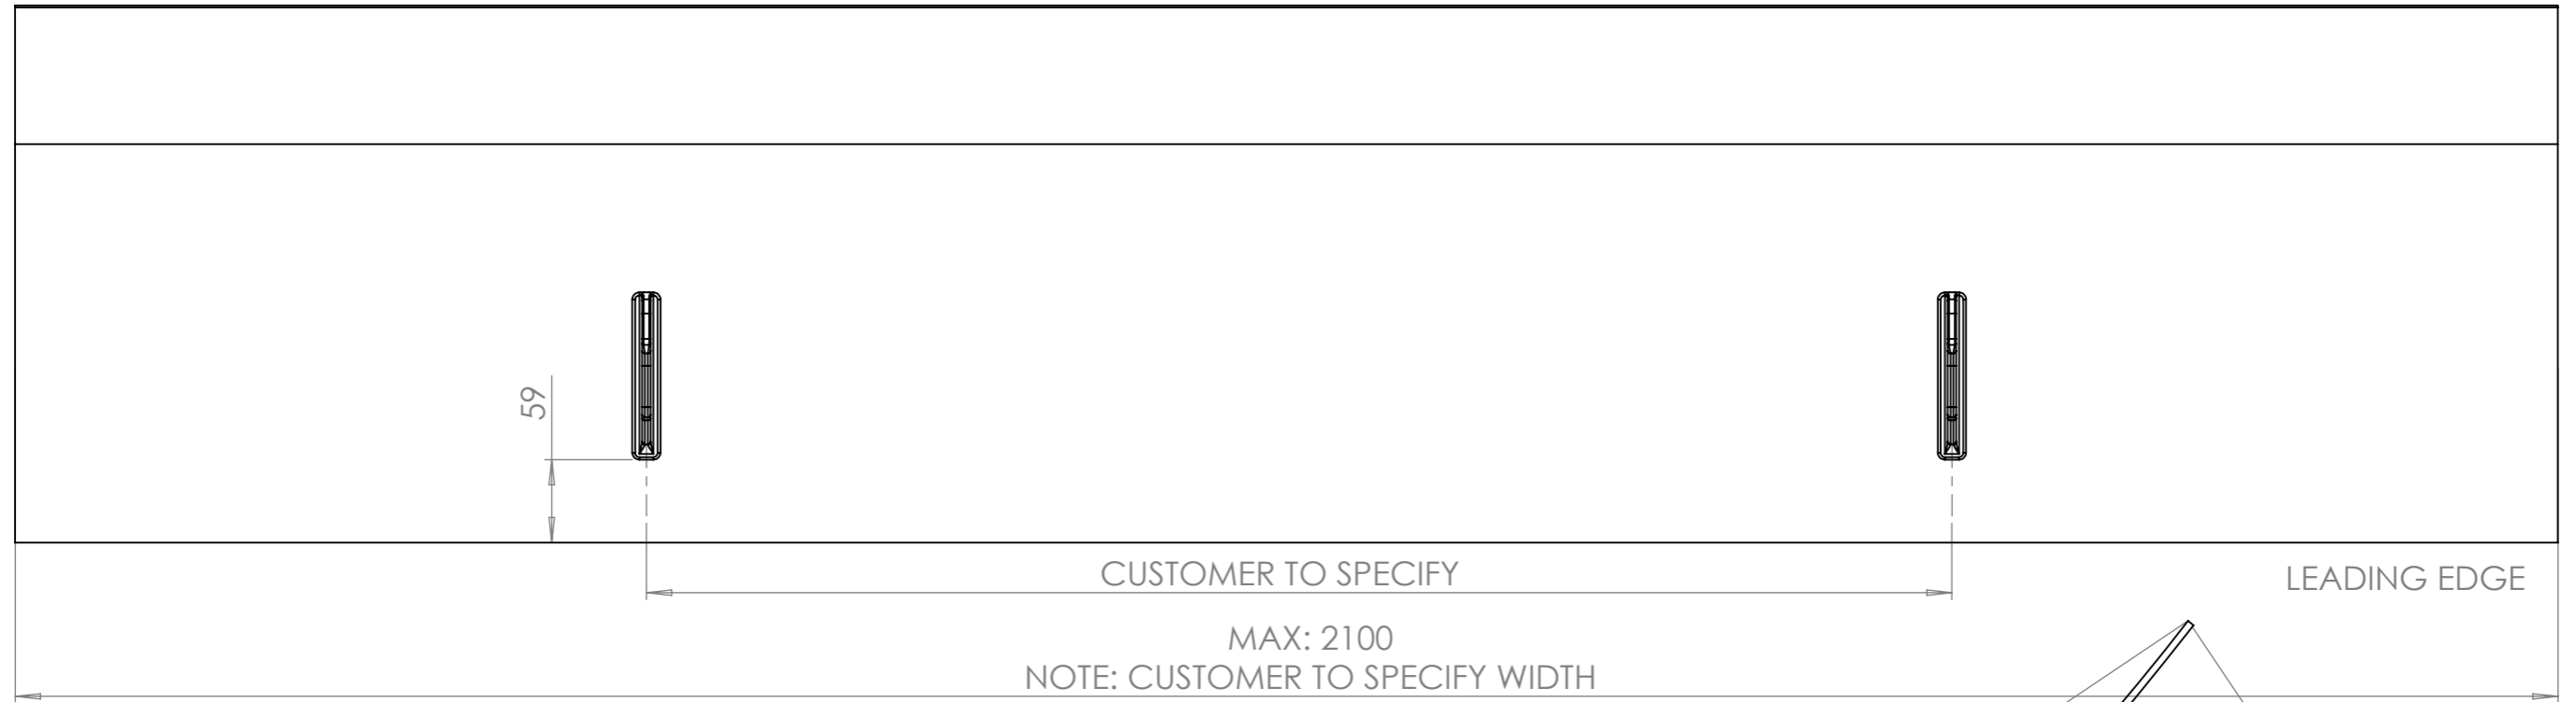 59
CUSTOMER TO SPECIFY
LEADING EDGE
MAX: 2100
NOTE: CUSTOMER TO SPECIFY WIDTH